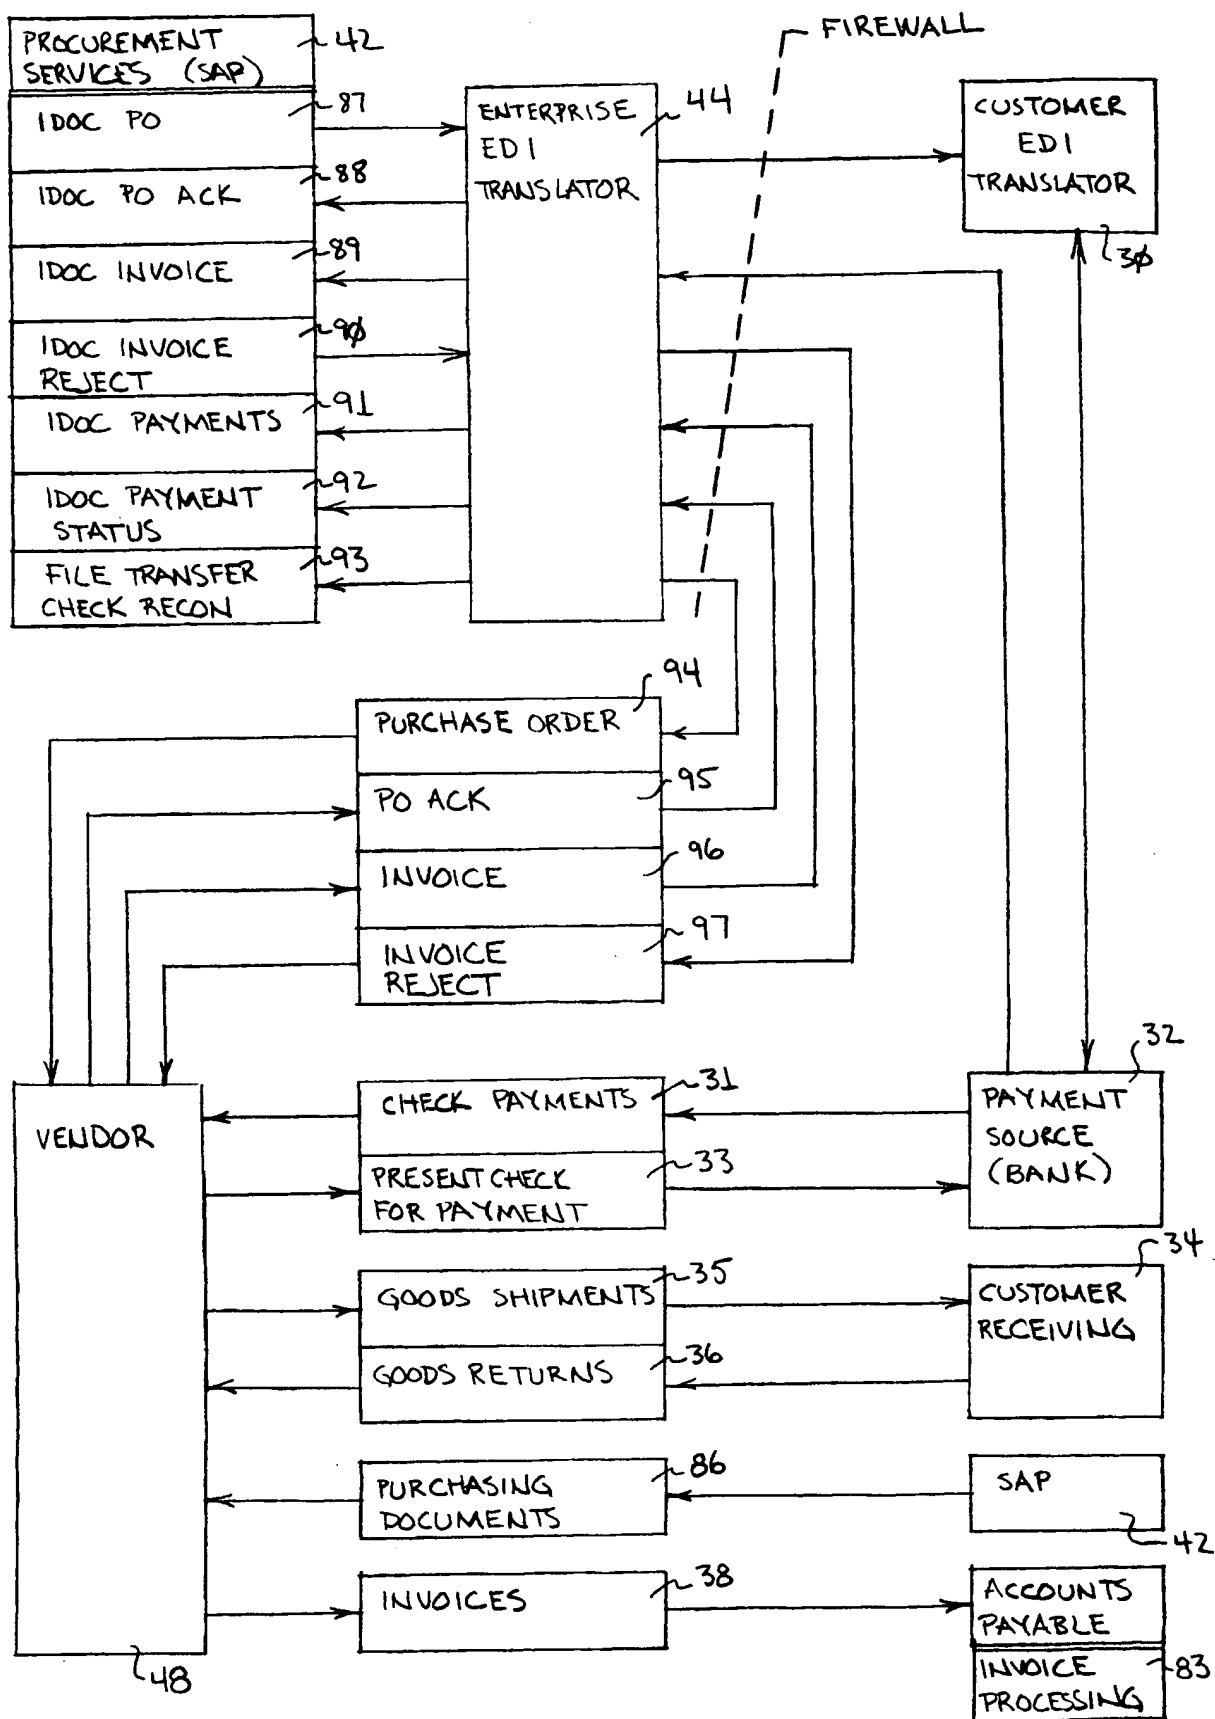 PROCUREMENT
SERVICES (SAP)
42
IDOC PO
87
IDOC PO ACK
88
IDOC INVOICE
89
IDOC INVOICE
REJECT
90
IDOC PAYMENTS
91
IDOC PAYMENT
STATUS
92
FILE TRANSFER
CHECK RECON
93
ENTERPRISE
EDI
TRANSLATOR
44
FIREWALL
CUSTOMER
EDI
TRANSLATOR
30
PURCHASE ORDER
94
PO ACK
95
INVOICE
96
INVOICE
REJECT
97
VENDOR
48
CHECK PAYMENTS
31
PRESENT CHECK
FOR PAYMENT
33
PAYMENT
SOURCE
(BANK)
32
GOODS SHIPMENTS
35
GOODS RETURNS
36
CUSTOMER
RECEIVING
34
PURCHASING
DOCUMENTS
86
SAP
42
INVOICES
38
ACCOUNTS
PAYABLE
INVOICE
PROCESSING
83